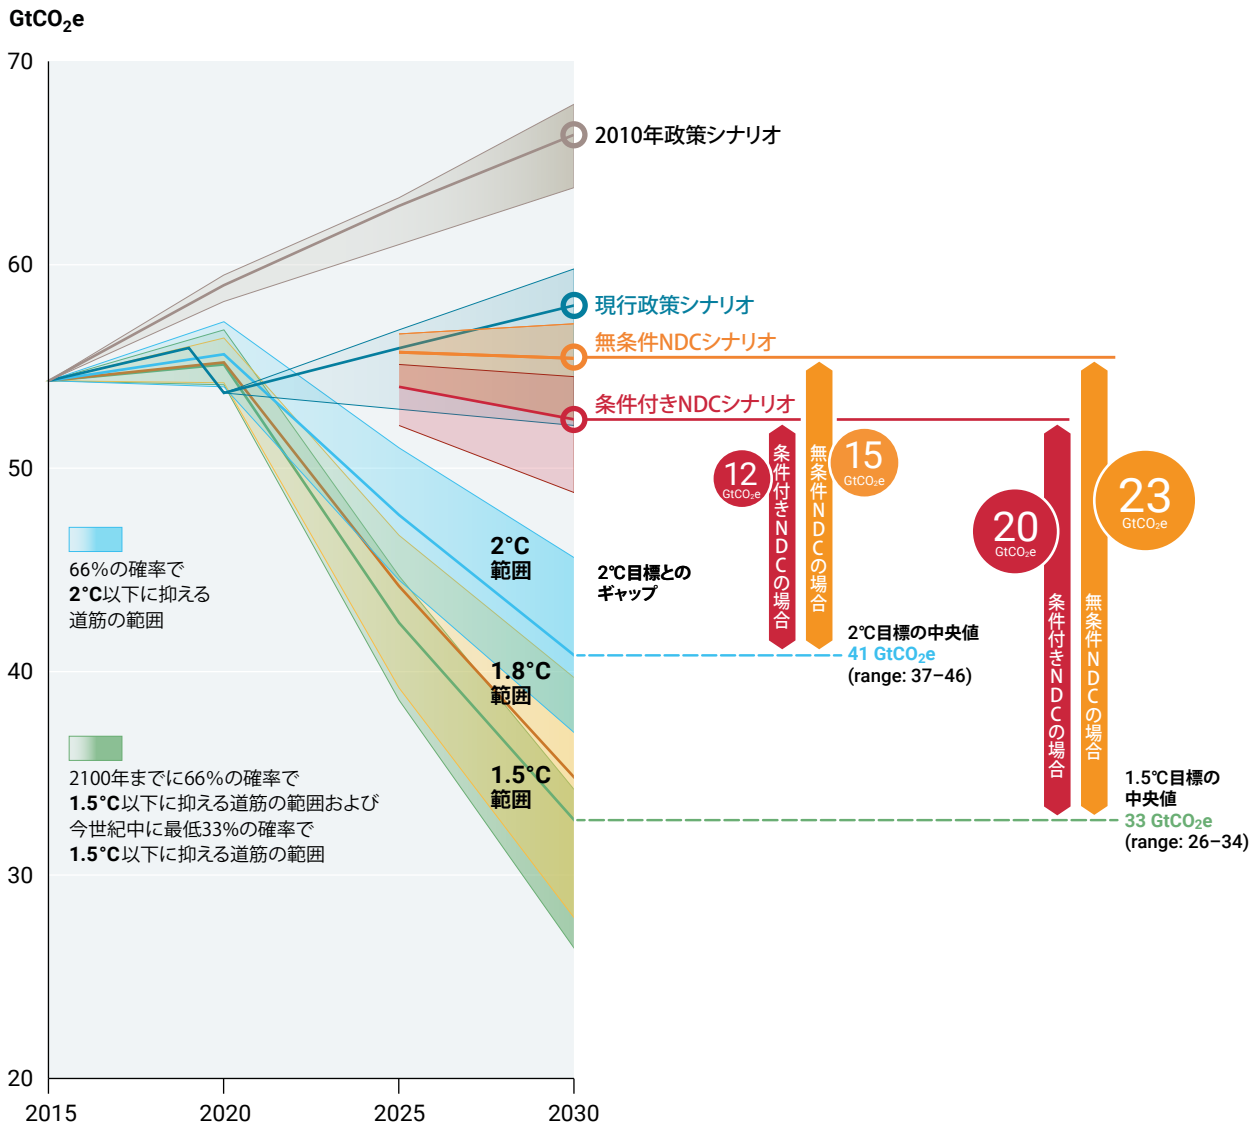 GtCO₂e
70
60
50
40
30
20
2015
2020
2025
2030
2010年政策シナリオ
現行政策シナリオ
無条件NDCシナリオ
条件付きNDCシナリオ
66%の確率で
2°C以下に抑える
道筋の範囲
2100年までに66%の確率で
1.5°C以下に抑える道筋の範囲および
今世紀中に最低33%の確率で
1.5°C以下に抑える道筋の範囲
2°C
範囲
1.8°C
範囲
1.5°C
範囲
2℃目標との
ギャップ
12
GtCO₂e
条件付きNDCの場合
無条件NDCの場合
15
GtCO₂e
2℃目標の中央値
41 GtCO₂e
(range: 37–46)
20
GtCO₂e
条件付きNDCの場合
無条件NDCの場合
23
GtCO₂e
1.5℃目標の
中央値
33 GtCO₂e
(range: 26–34)